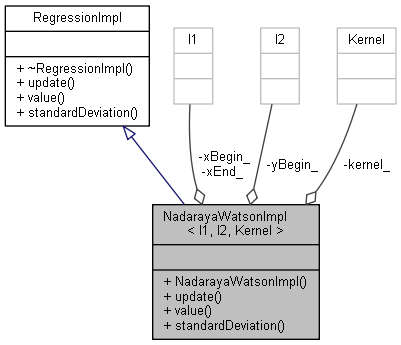 RegressionImpl
+ ~RegressionImpl()
+ update()
+ value()
+ standardDeviation()
I1
I2
Kernel
-xBegin_
-xEnd_
-yBegin_
-kernel_
NadarayaWatsonImpl
< I1, I2, Kernel >
+ NadarayaWatsonImpl()
+ update()
+ value()
+ standardDeviation()